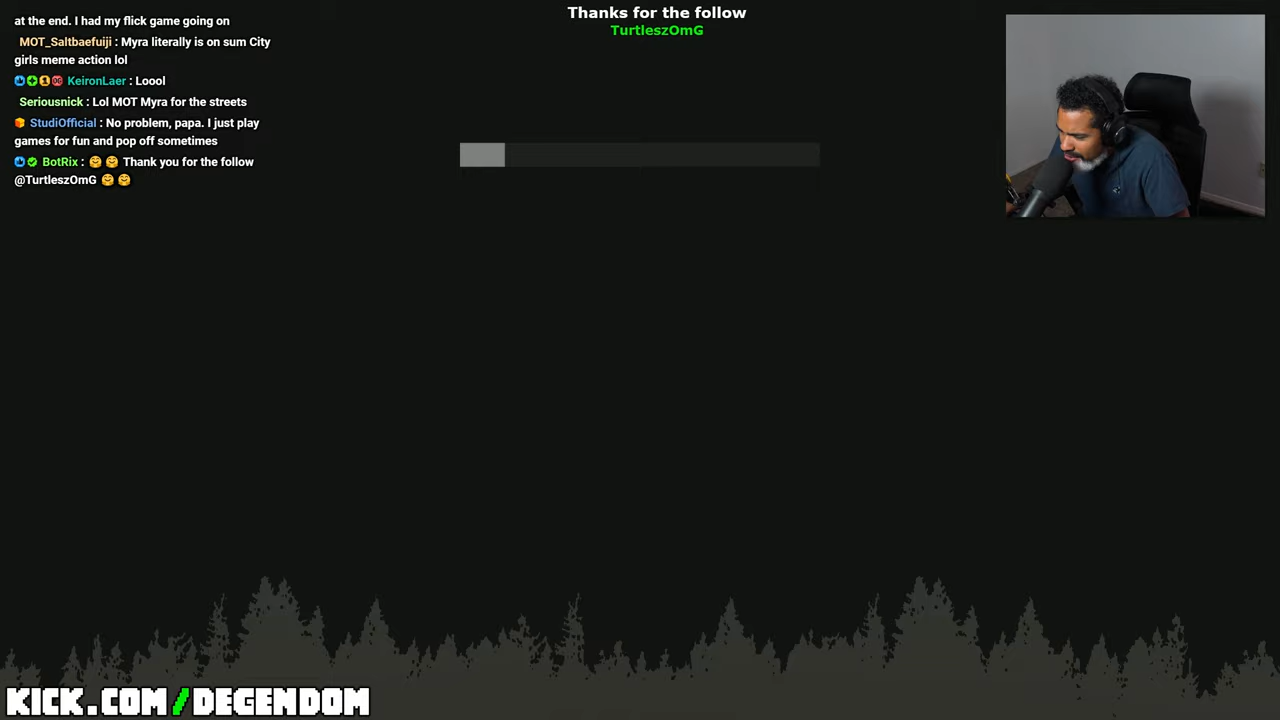 at the end. I had my flick game going on
MOT_Saltbaefuiji : Myra literally is on sum City
girls meme action lol
KeironLaer : Loool
Seriousnick : Lol MOT Myra for the streets
StudiOfficial : No problem, papa. I just play
games for fun and pop off sometimes
BotRix : 🤗 🤗 Thank you for the follow
@TurtleszOmG 🤗 🤗
Thanks for the follow
TurtleszOmG
KICK.COM/DEGENDOM